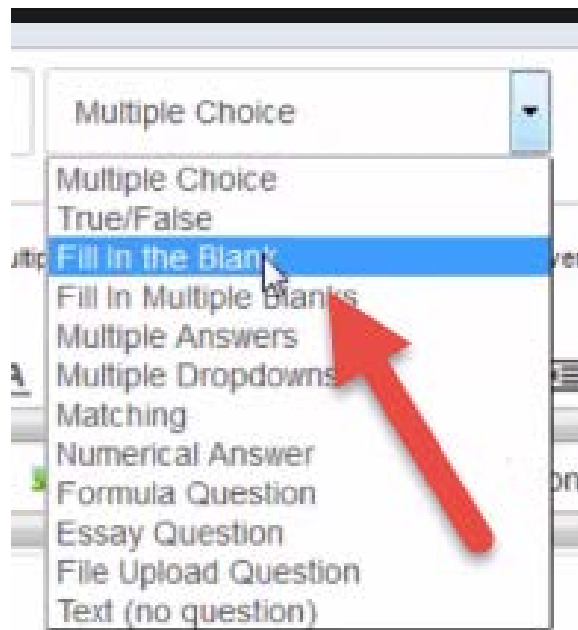 Multiple Choice
Multiple Choice
True/False
Fill In the Blank
Fill In Multiple Blanks
Multiple Answers
Multiple Dropdowns
Matching
Numerical Answer
Formula Question
Essay Question
File Upload Question
Text (no question)